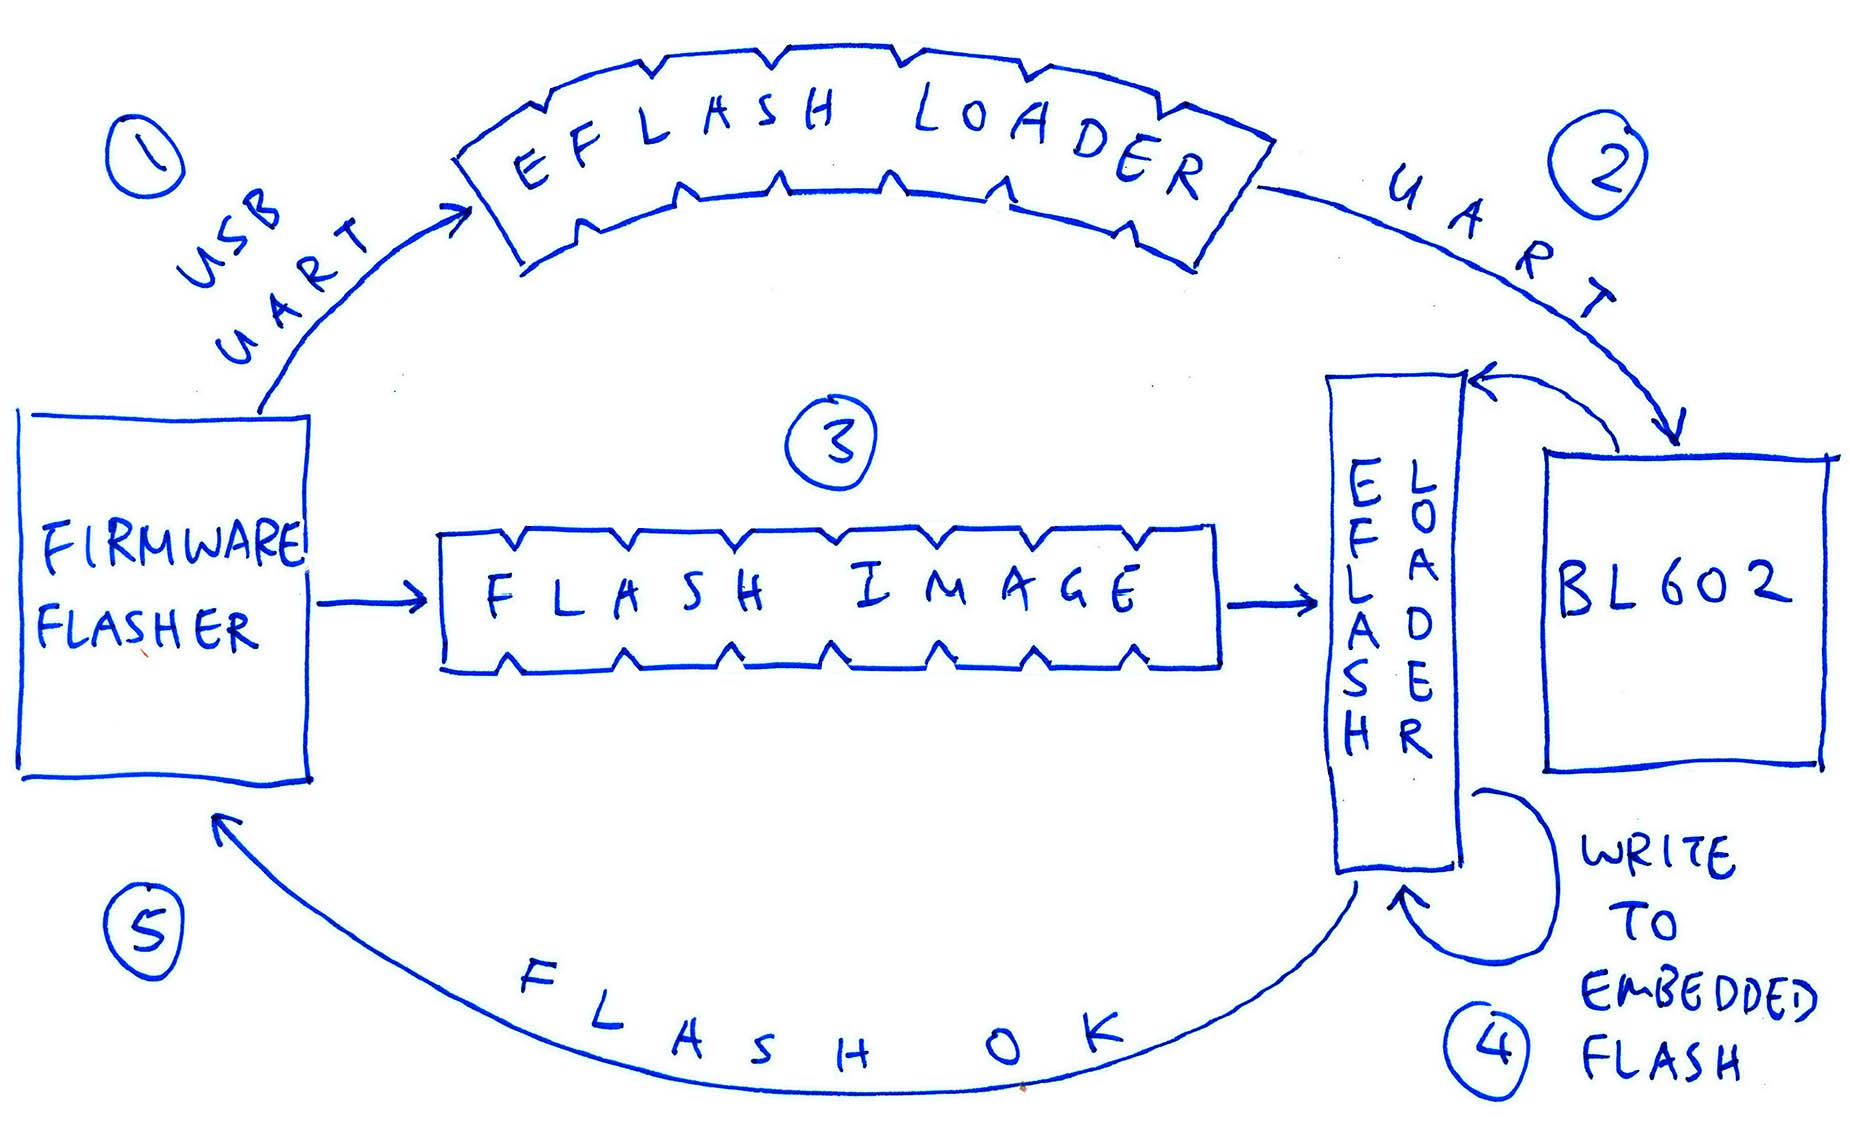 1
USB
UART
EFLASH LOADER
UART
2
FIRMWARE
FLASHER
3
FLASH IMAGE
EFLASH
LOADER
BL602
WRITE
TO
EMBEDDED
FLASH
4
5
FLASH OK